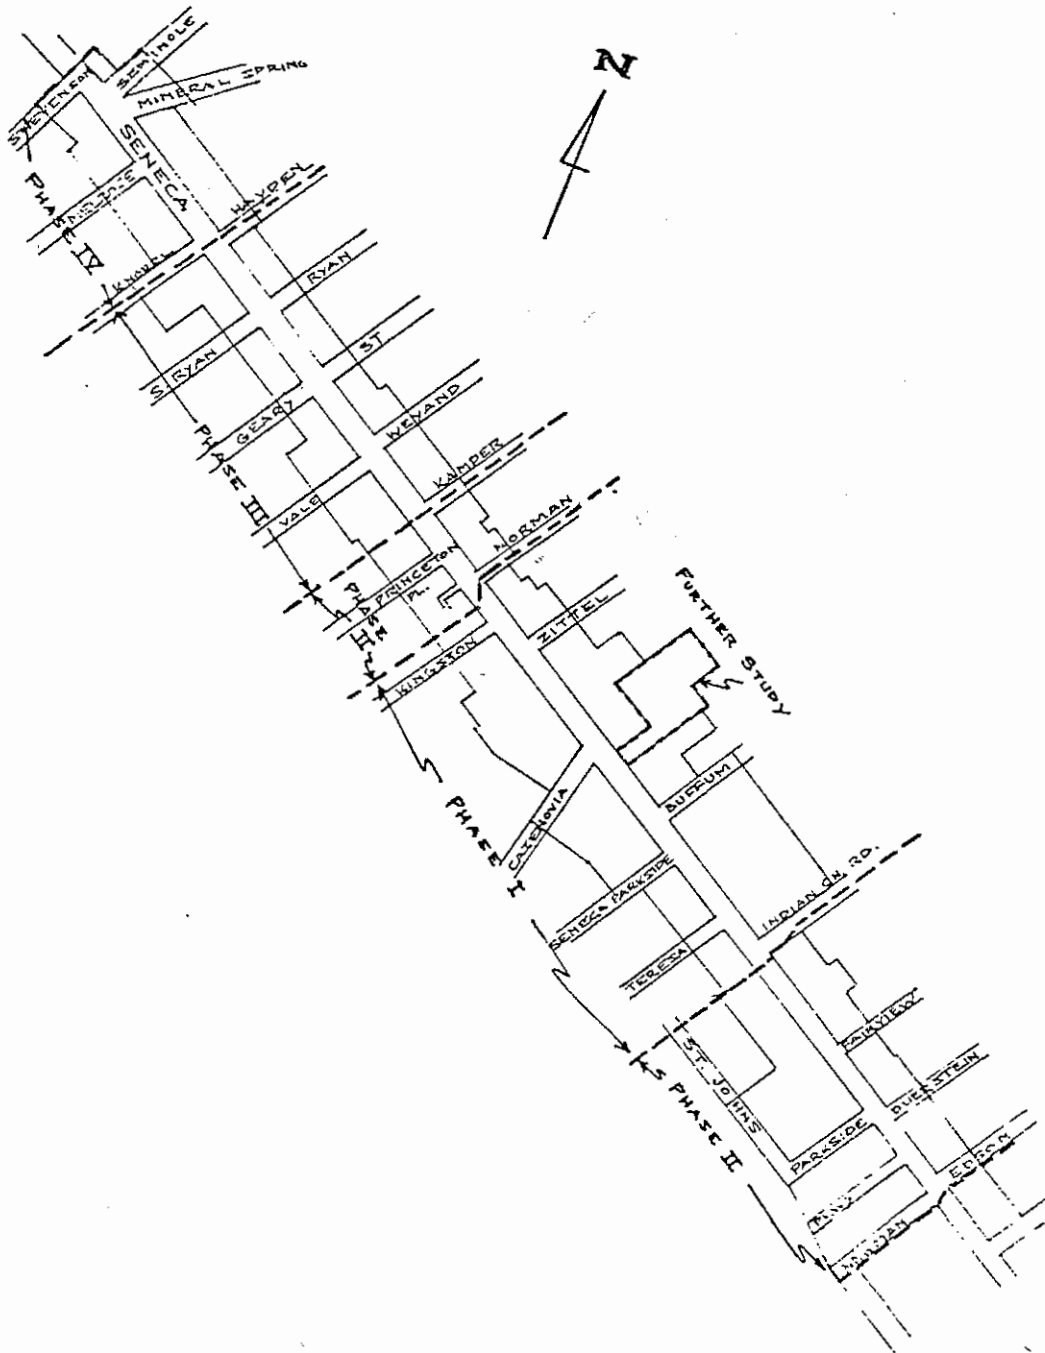 N
SEMINOLE
STEVENSON
MINERAL SPRING
SENECA
HAYDEN
MELROSE
PHASE IV
KNOREL
RYAN
S. RYAN
ST
GEARY
WEYAND
PHASE III
VALE
KAMPER
NORMAN
PRINCETON
PL.
PHASE
II
ZITTEL
KINGSTON
FURTHER STUDY
BUFFUM
PHASE I
CAZENOVIA
SENECA PARKSIDE
INDIAN CH. RD.
TERESA
FAIRVIEW
ST. JOHNS
DUERSTEIN
PHASE II
PARKSIDE
EDSON